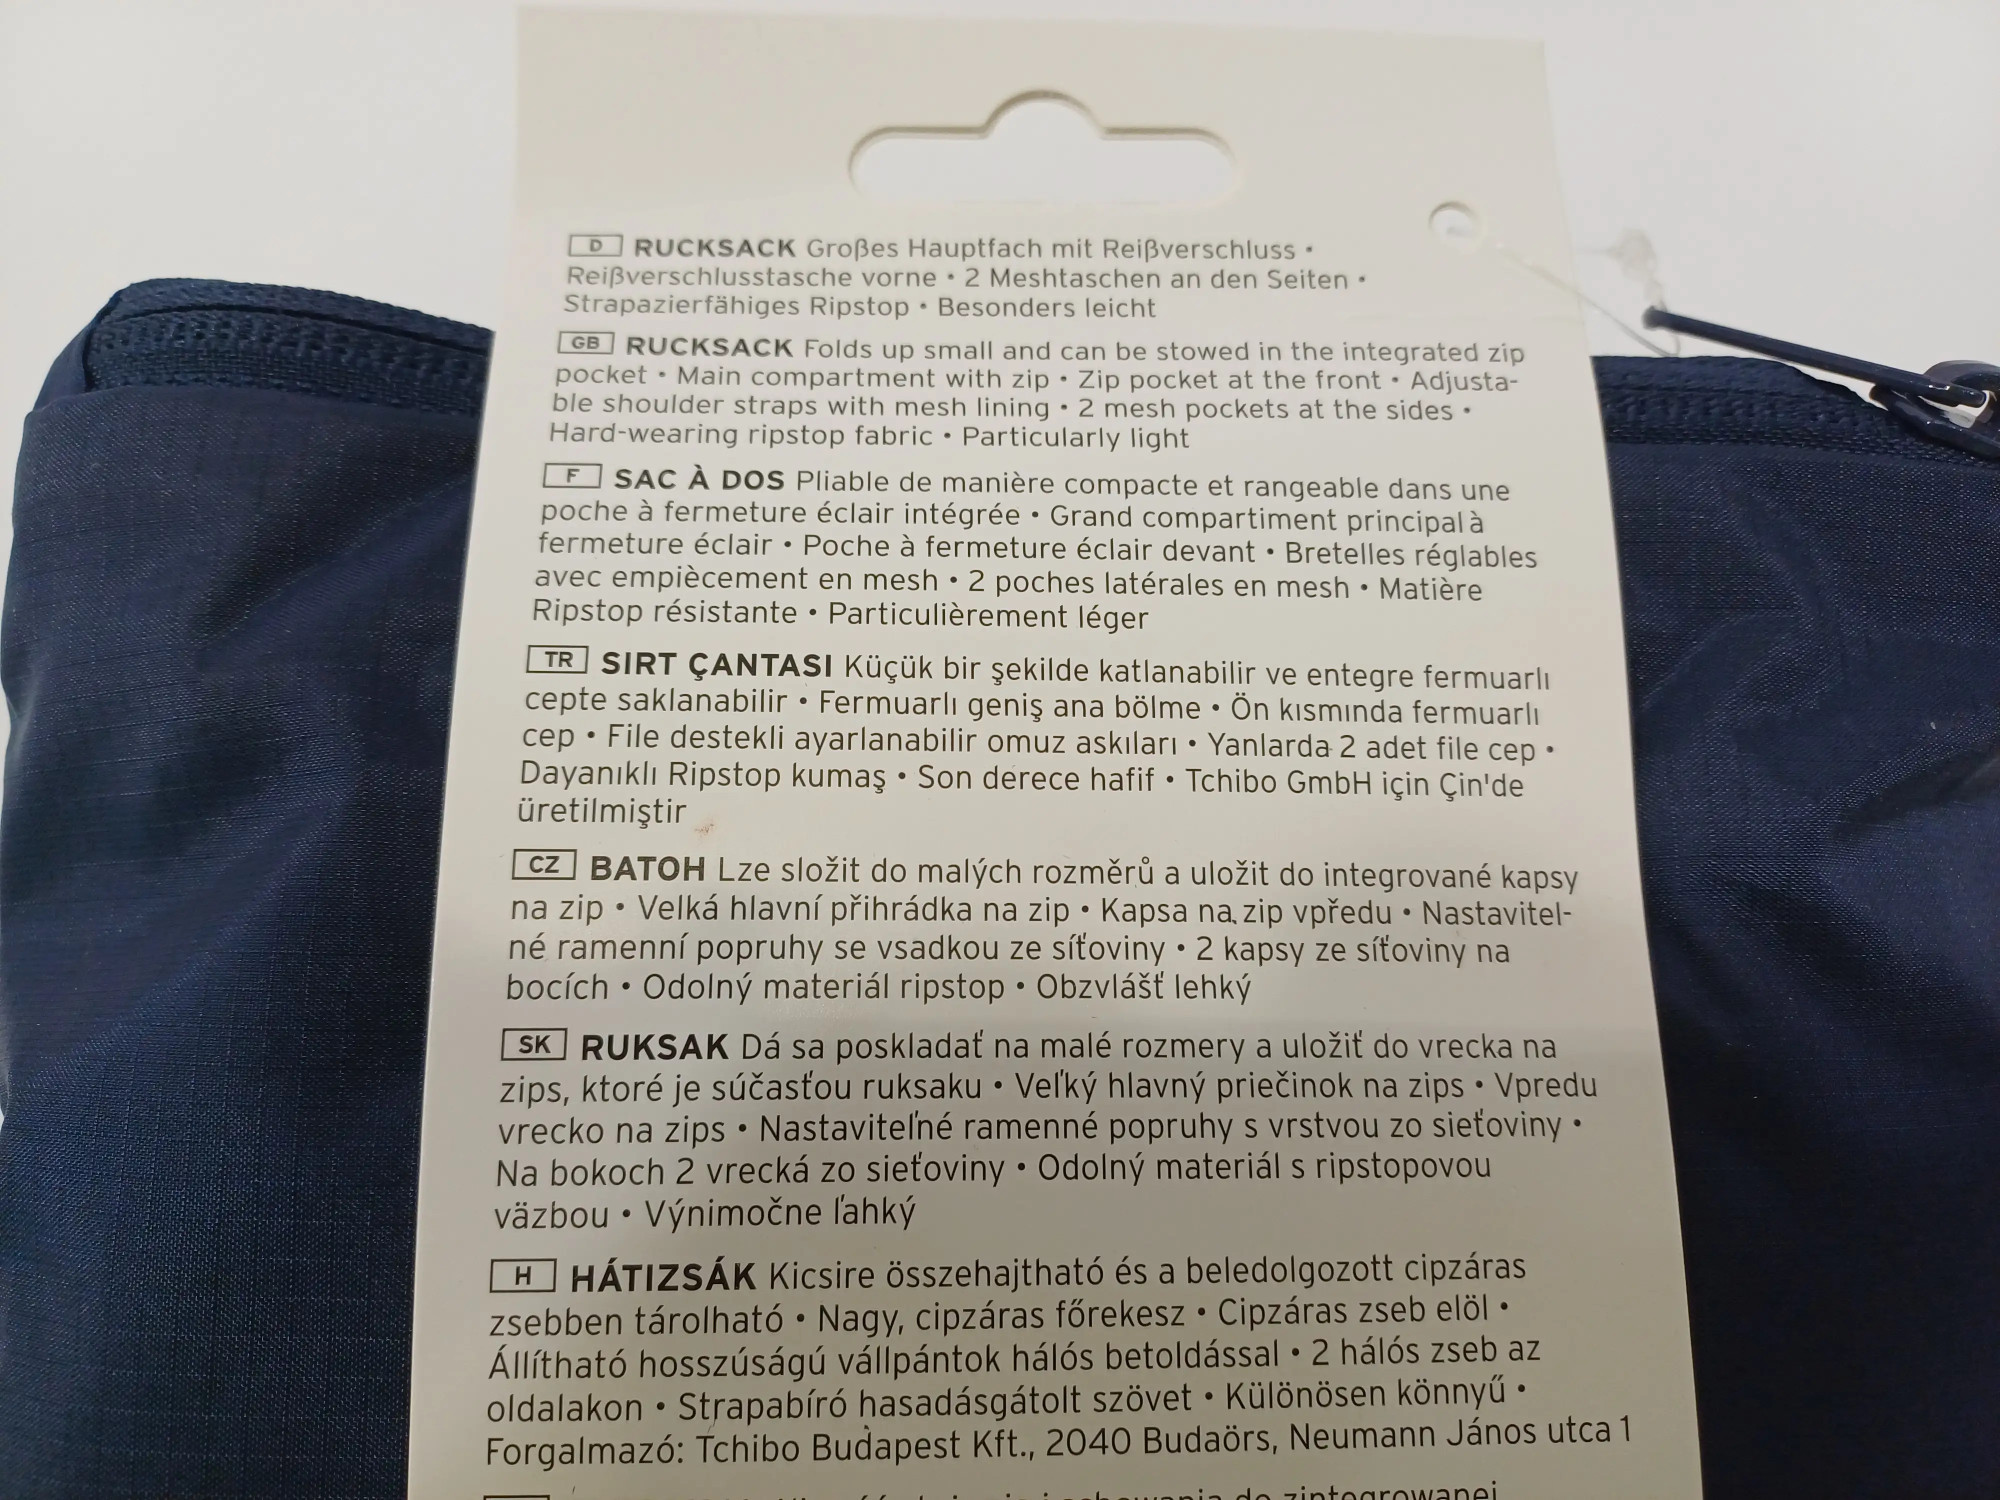 D RUCKSACK Großes Hauptfach mit Reißverschluss •
Reißverschlusstasche vorne • 2 Meshtaschen an den Seiten •
Strapazierfähiges Ripstop • Besonders leicht
GB RUCKSACK Folds up small and can be stowed in the integrated zip
pocket • Main compartment with zip • Zip pocket at the front • Adjusta-
ble shoulder straps with mesh lining • 2 mesh pockets at the sides •
Hard-wearing ripstop fabric • Particularly light
F SAC À DOS Pliable de manière compacte et rangeable dans une
poche à fermeture éclair intégrée • Grand compartiment principal à
fermeture éclair • Poche à fermeture éclair devant • Bretelles réglables
avec empiècement en mesh • 2 poches latérales en mesh • Matière
Ripstop résistante • Particulièrement léger
TR SIRT ÇANTASI Küçük bir şekilde katlanabilir ve entegre fermuarlı
cepte saklanabilir • Fermuarlı geniş ana bölme • Ön kısmında fermuarlı
cep • File destekli ayarlanabilir omuz askıları • Yanlarda 2 adet file cep •
Dayanıklı Ripstop kumaş • Son derece hafif • Tchibo GmbH için Çin'de
üretilmiştir
CZ BATOH Lze složit do malých rozměrů a uložit do integrované kapsy
na zip • Velká hlavní přihrádka na zip • Kapsa na zip vpředu • Nastavitel-
né ramenní popruhy se vsadkou ze síťoviny • 2 kapsy ze síťoviny na
bocích • Odolný materiál ripstop • Obzvlášť lehký
SK RUKSAK Dá sa poskladať na malé rozmery a uložiť do vrecka na
zips, ktoré je súčasťou ruksaku • Veľký hlavný priečinok na zips • Vpredu
vrecko na zips • Nastaviteľné ramenné popruhy s vrstvou zo sieťoviny •
Na bokoch 2 vrecká zo sieťoviny • Odolný materiál s ripstopovou
väzbou • Výnimočne ľahký
H HÁTIZSÁK Kicsire összehajtható és a beledolgozott cipzáras
zsebben tárolható • Nagy, cipzáras főrekesz • Cipzáras zseb elöl •
Állítható hosszúságú vállpántok hálós betoldással • 2 hálós zseb az
oldalakon • Strapabíró hasadásgátolt szövet • Különösen könnyű •
Forgalmazó: Tchibo Budapest Kft., 2040 Budaörs, Neumann János utca 1
do zintegrowanej